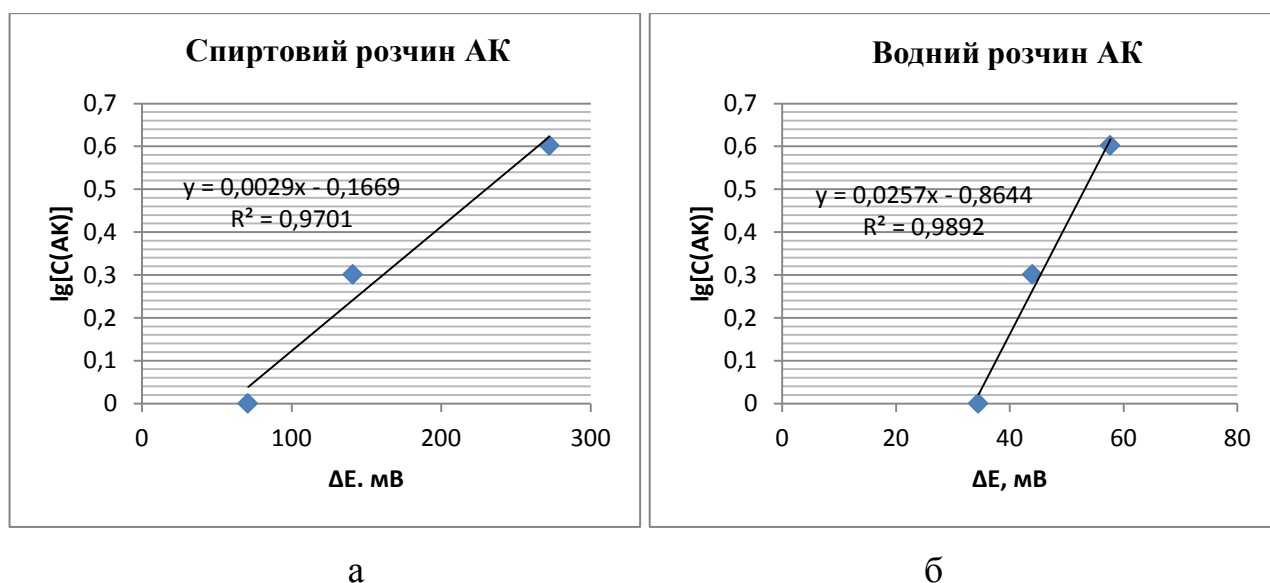 Спиртовий розчин АК
0,7
0,6
0,5
0,4
0,3
0,2
0,1
0
lg[C(AK)]
y = 0,0029x - 0,1669
R² = 0,9701
0
100
200
300
ΔE. мВ
Водний розчин АК
0,7
0,6
0,5
0,4
0,3
0,2
0,1
0
lg[C(AK)]
y = 0,0257x - 0,8644
R² = 0,9892
0
20
40
60
80
ΔE, мВ
а
б